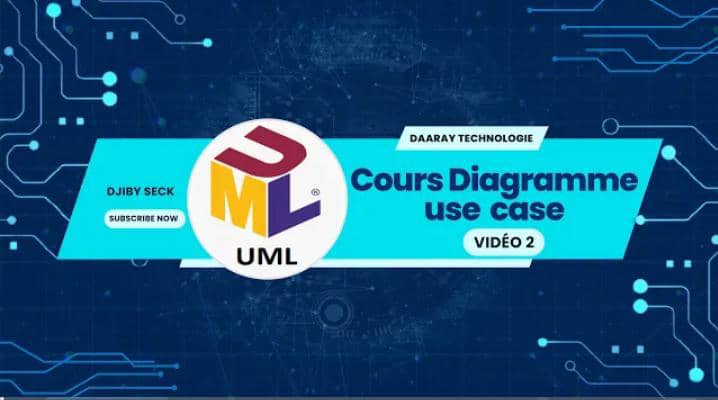 DAARAY TECHNOLOGIE
DJIBY SECK
SUBSCRIBE NOW
UML
®
UML
Cours Diagramme
use case
VIDÉO 2